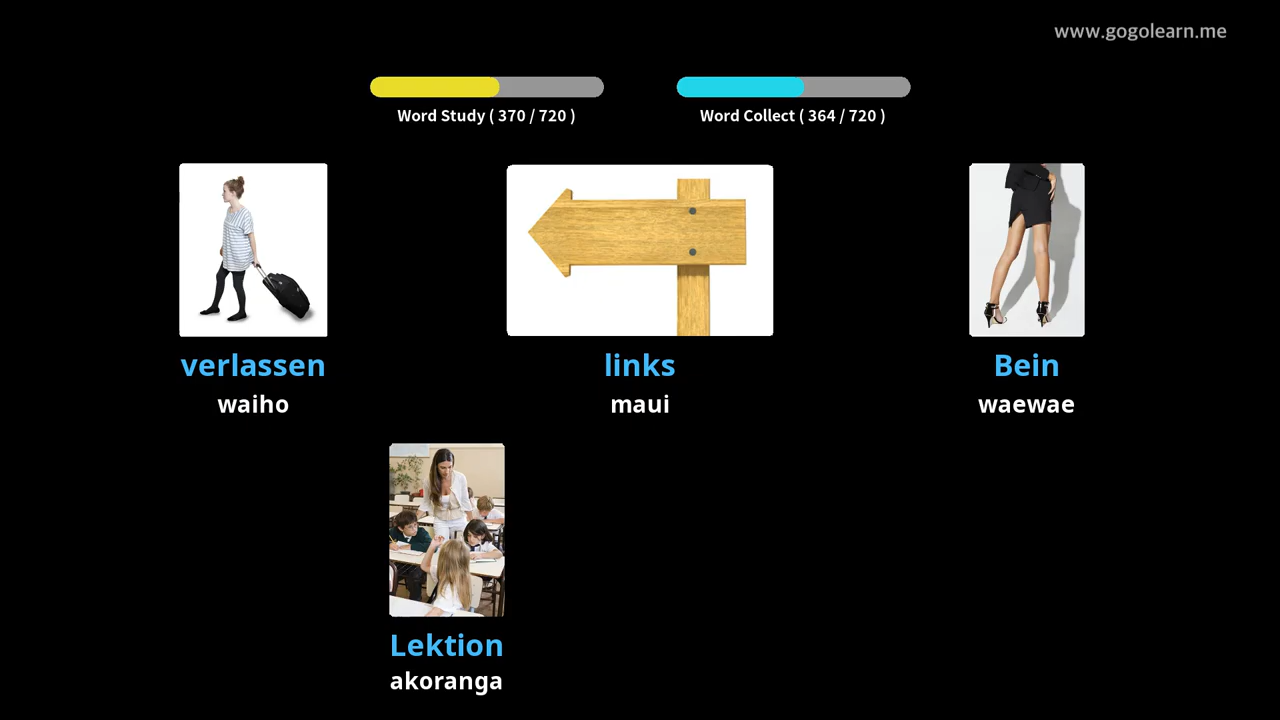 www.gogolearn.me
Word Study ( 370 / 720 )
Word Collect ( 364 / 720 )
verlassen
waiho
links
maui
Bein
waewae
Lektion
akoranga